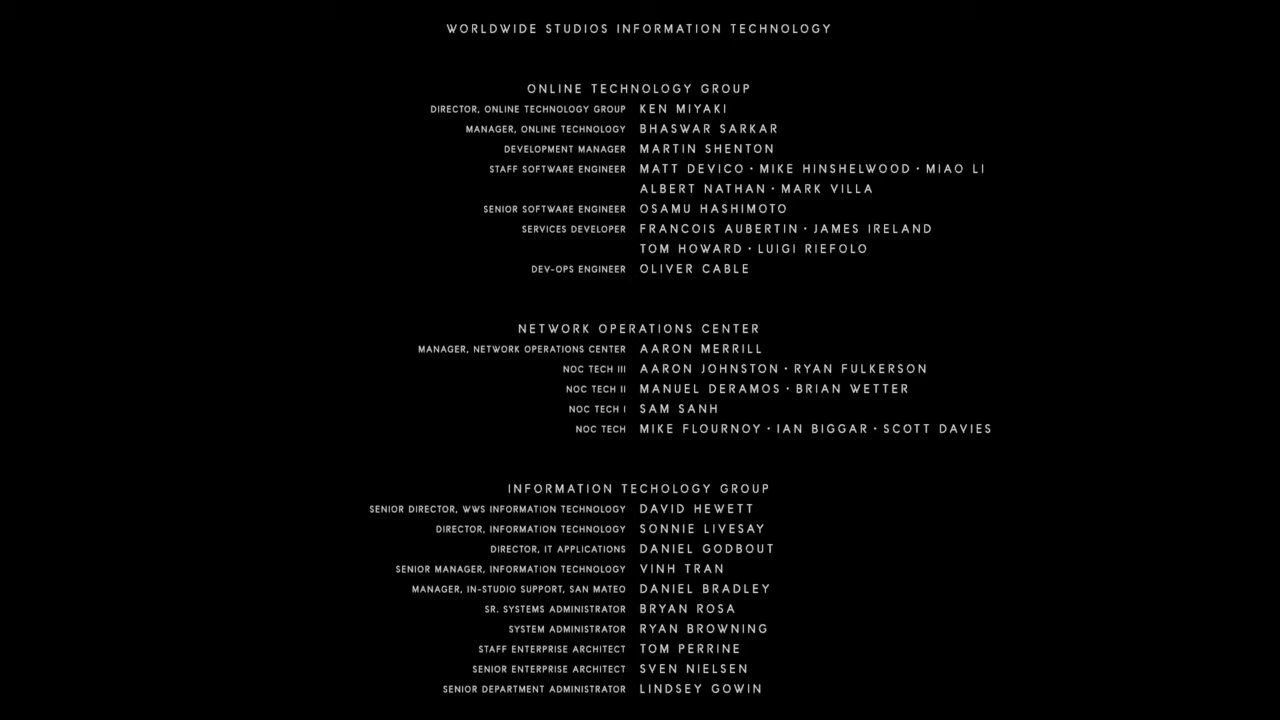 WORLDWIDE STUDIOS INFORMATION TECHNOLOGY
ONLINE TECHNOLOGY GROUP
DIRECTOR, ONLINE TECHNOLOGY GROUP KEN MIYAKI
MANAGER, ONLINE TECHNOLOGY BHASWAR SARKAR
DEVELOPMENT MANAGER MARTIN SHENTON
STAFF SOFTWARE ENGINEER MATT DEVICO • MIKE HINSHELWOOD • MIAO LI
ALBERT NATHAN • MARK VILLA
SENIOR SOFTWARE ENGINEER OSAMU HASHIMOTO
SERVICES DEVELOPER FRANCOIS AUBERTIN • JAMES IRELAND
TOM HOWARD • LUIGI RIEFOLO
DEV-OPS ENGINEER OLIVER CABLE
NETWORK OPERATIONS CENTER
MANAGER, NETWORK OPERATIONS CENTER AARON MERRILL
NOC TECH III AARON JOHNSTON • RYAN FULKERSON
NOC TECH II MANUEL DERAMOS • BRIAN WETTER
NOC TECH I SAM SANH
NOC TECH MIKE FLOURNOY • IAN BIGGAR • SCOTT DAVIES
INFORMATION TECHOLOGY GROUP
SENIOR DIRECTOR, WWS INFORMATION TECHNOLOGY DAVID HEWETT
DIRECTOR, INFORMATION TECHNOLOGY SONNIE LIVESAY
DIRECTOR, IT APPLICATIONS DANIEL GODBOUT
SENIOR MANAGER, INFORMATION TECHNOLOGY VINH TRAN
MANAGER, IN-STUDIO SUPPORT, SAN MATEO DANIEL BRADLEY
SR. SYSTEMS ADMINISTRATOR BRYAN ROSA
SYSTEM ADMINISTRATOR RYAN BROWNING
STAFF ENTERPRISE ARCHITECT TOM PERRINE
SENIOR ENTERPRISE ARCHITECT SVEN NIELSEN
SENIOR DEPARTMENT ADMINISTRATOR LINDSEY GOWIN